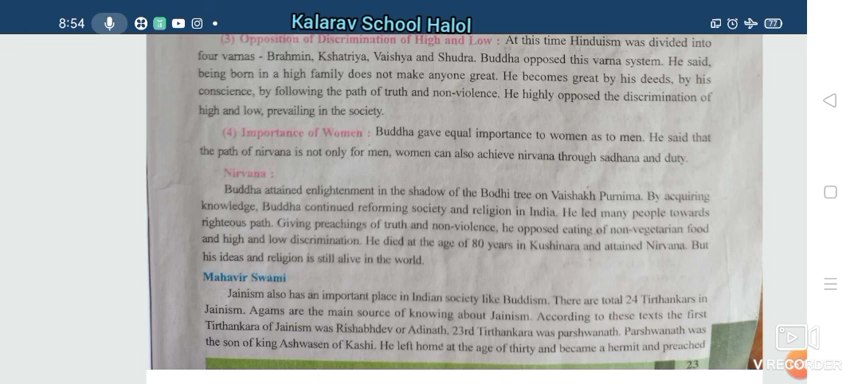 8:54
Kalarav School Halol
77
(3) Opposition of Discrimination of High and Low : At this time Hinduism was divided into
four varnas - Brahmin, Kshatriya, Vaishya and Shudra. Buddha opposed this varna system. He said,
being born in a high family does not make anyone great. He becomes great by his deeds, by his
conscience, by following the path of truth and non-violence. He highly opposed the discrimination of
high and low, prevailing in the society.
(4) Importance of Women : Buddha gave equal importance to women as to men. He said that
the path of nirvana is not only for men, women can also achieve nirvana through sadhana and duty.
Nirvana :
Buddha attained enlightenment in the shadow of the Bodhi tree on Vaishakh Purnima. By acquiring
knowledge, Buddha continued reforming society and religion in India. He led many people towards
righteous path. Giving preachings of truth and non-violence, he opposed eating of non-vegetarian food
and high and low discrimination. He died at the age of 80 years in Kushinara and attained Nirvana. But
his ideas and religion is still alive in the world.
Mahavir Swami
Jainism also has an important place in Indian society like Buddism. There are total 24 Tirthankars in
Jainism. Agams are the main source of knowing about Jainism. According to these texts the first
Tirthankara of Jainism was Rishabhdev or Adinath. 23rd Tirthankara was parshwanath. Parshwanath was
the son of king Ashwasen of Kashi. He left home at the age of thirty and became a hermit and preached
23
V RECORDER